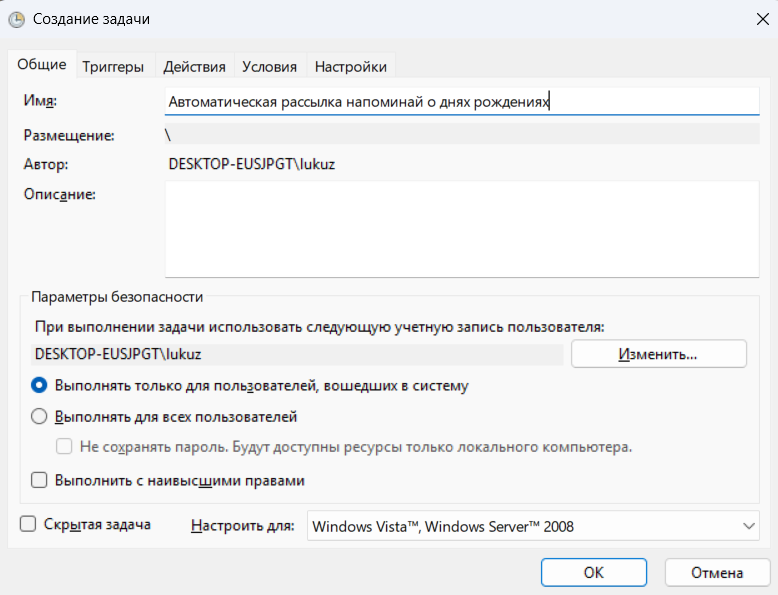 Создание задачи
Общие Триггеры Действия Условия Настройки
Имя: Автоматическая рассылка напоминай о днях рождениях
Размещение: \
Автор: DESKTOP-EUSJPGT\lukuz
Описание:
Параметры безопасности
При выполнении задачи использовать следующую учетную запись пользователя:
DESKTOP-EUSJPGT\lukuz Изменить...
Выполнять только для пользователей, вошедших в систему
Выполнять для всех пользователей
Не сохранять пароль. Будут доступны ресурсы только локального компьютера.
Выполнить с наивысшими правами
Скрытая задача Настроить для: Windows Vista™, Windows Server™ 2008
ОК Отмена